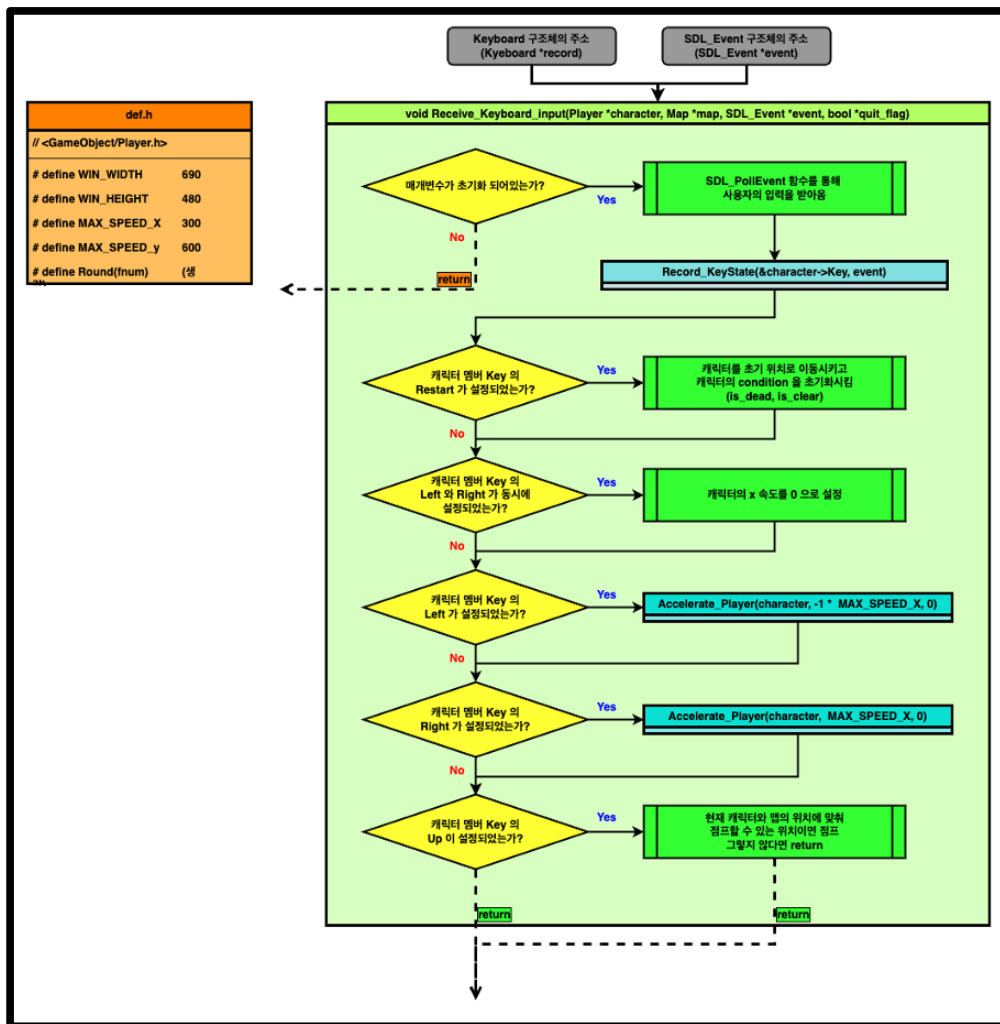 Keyboard 구조체의 주소
(Kyeboard *record)
SDL_Event 구조체의 주소
(SDL_Event *event)
def.h
// <GameObject/Player.h>
# define WIN_WIDTH 690
# define WIN_HEIGHT 480
# define MAX_SPEED_X 300
# define MAX_SPEED_y 600
# define Round(fnum) (생
void Receive_Keyboard_input(Player *character, Map *map, SDL_Event *event, bool *quit_flag)
매개변수가 초기화 되어있는가?
Yes
SDL_PollEvent 함수를 통해
사용자의 입력을 받아옴
No
return
Record_KeyState(&character->Key, event)
캐릭터 멤버 Key 의
Restart 가 설정되었는가?
Yes
캐릭터를 초기 위치로 이동시키고
캐릭터의 condition 을 초기화시킴
(is_dead, is_clear)
No
캐릭터 멤버 Key 의
Left 와 Right 가 동시에
설정되었는가?
Yes
캐릭터의 x 속도를 0 으로 설정
No
캐릭터 멤버 Key 의
Left 가 설정되었는가?
Yes
Accelerate_Player(character, -1 * MAX_SPEED_X, 0)
No
캐릭터 멤버 Key 의
Right 가 설정되었는가?
Yes
Accelerate_Player(character, MAX_SPEED_X, 0)
No
캐릭터 멤버 Key 의
Up 이 설정되었는가?
Yes
현재 캐릭터와 맵의 위치에 맞춰
점프할 수 있는 위치이면 점프
그렇지 않다면 return
return
return